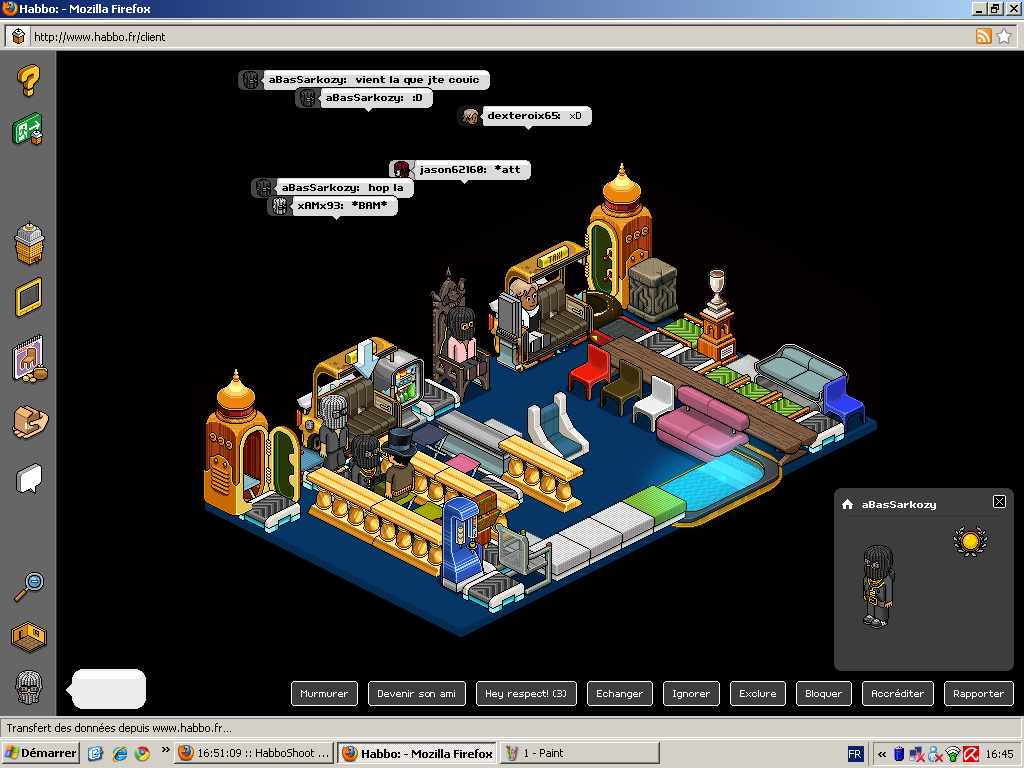 Habbo: - Mozilla Firefox
http://www.habbo.fr/client
aBasSarkozy: vient la que jte couic
aBasSarkozy: :D
dexteroix65: xD
jason62160: *att
aBasSarkozy: hop la
xAMx93: *BAM*
TAXI
aBasSarkozy
Murmurer
Devenir son ami
Hey respect! (3)
Echanger
Ignorer
Exclure
Bloquer
Accréditer
Rapporter
Transfert des données depuis www.habbo.fr...
Démarrer
»
16:51:09 :: HabboShoot ...
Habbo: - Mozilla Firefox
1 - Paint
FR
«
16:45